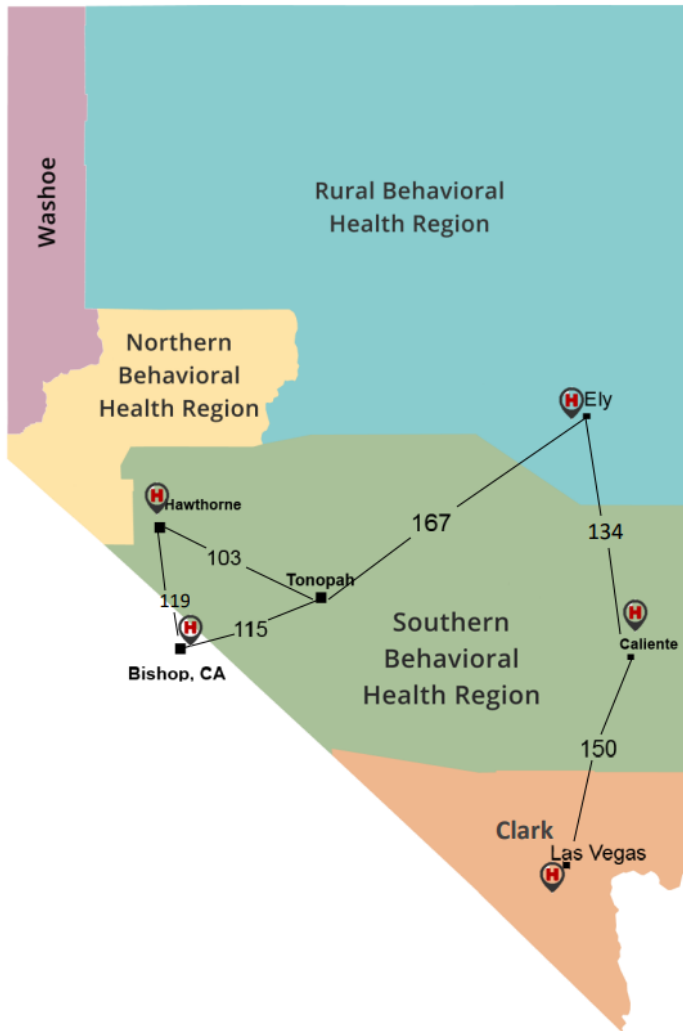 Washoe
Rural Behavioral
Health Region
Northern
Behavioral
Health Region
H
Ely
H
Hawthorne
167
134
103
Tonopah
119
H
115
H
Southern
Behavioral
Health Region
Caliente
Bishop, CA
150
Clark
Las Vegas
H